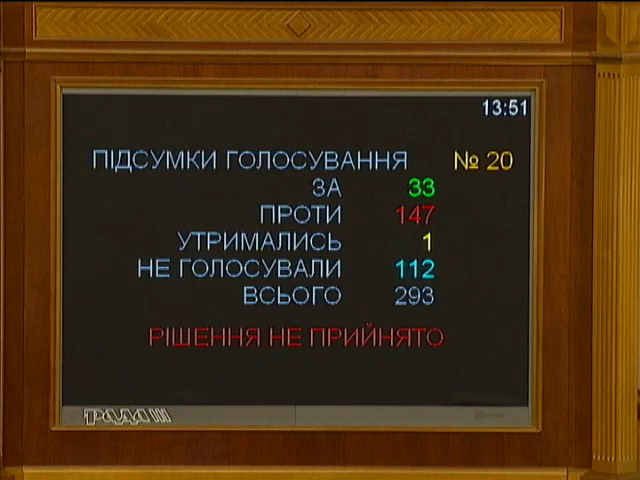 13:51
ПІДСУМКИ ГОЛОСУВАННЯ № 20
ЗА 33
ПРОТИ 147
УТРИМАЛИСЬ 1
НЕ ГОЛОСУВАЛИ 112
ВСЬОГО 293
РІШЕННЯ НЕ ПРИЙНЯТО
РАДА III